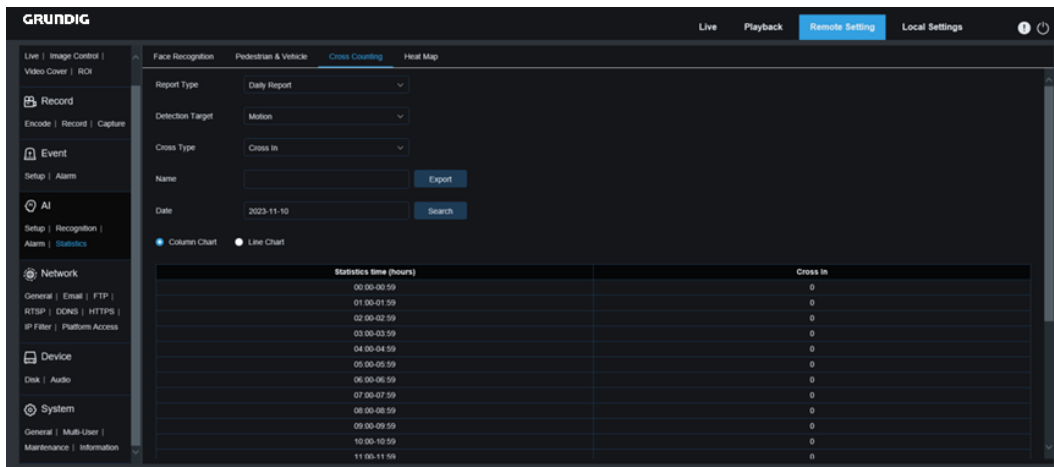 GRUNDIG
Live Playback Remote Setting Local Settings
Live | Image Control |
Video Cover | ROI
Record
Encode | Record | Capture
Event
Setup | Alarm
AI
Setup | Recognition |
Alarm | Statistics
Network
General | Email | FTP |
RTSP | DDNS | HTTPS |
IP Filter | Platform Access
Device
Disk | Audio
System
General | Multi-User |
Maintenance | Information
Face Recognition Pedestrian & Vehicle Cross Counting Heat Map
Report Type Daily Report
Detection Target Motion
Cross Type Cross In
Name Export
Date 2023-11-10 Search
Column Chart Line Chart
Statistics time (hours) Cross In
00:00-00:59 0
01:00-01:59 0
02:00-02:59 0
03:00-03:59 0
04:00-04:59 0
05:00-05:59 0
06:00-06:59 0
07:00-07:59 0
08:00-08:59 0
09:00-09:59 0
10:00-10:59 0
11:00-11:59 0